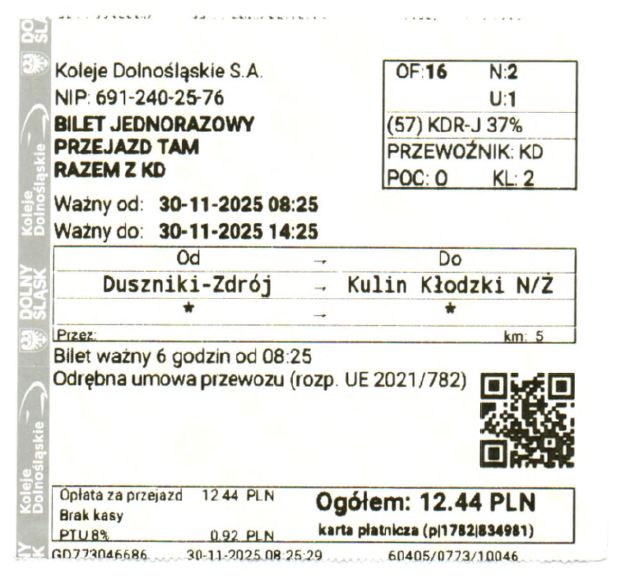 Koleje Dolnośląskie S.A.
NIP: 691-240-25-76
BILET JEDNORAZOWY
PRZEJAZD TAM
RAZEM Z KD
OF:16 N:2
U:1
(57) KDR-J 37%
PRZEWOŹNIK: KD
POC: O KL: 2
Ważny od: 30-11-2025 08:25
Ważny do: 30-11-2025 14:25
Od → Do
Duszniki-Zdrój → Kulin Kłodzki N/Ż
* → *
Przez: km: 5
Bilet ważny 6 godzin od 08:25
Odrębna umowa przewozu (rozp. UE 2021/782)
Opłata za przejazd 12.44 PLN
Brak kasy
PTU 8% 0.92 PLN
Ogółem: 12.44 PLN
karta płatnicza (p|1782|834981)
GD773046686 30-11-2025 08:25:29 60405/0773/10046
DOLNY ŚLĄSK
Koleje Dolnośląskie
DOLNY ŚLĄSK
Koleje Dolnośląskie